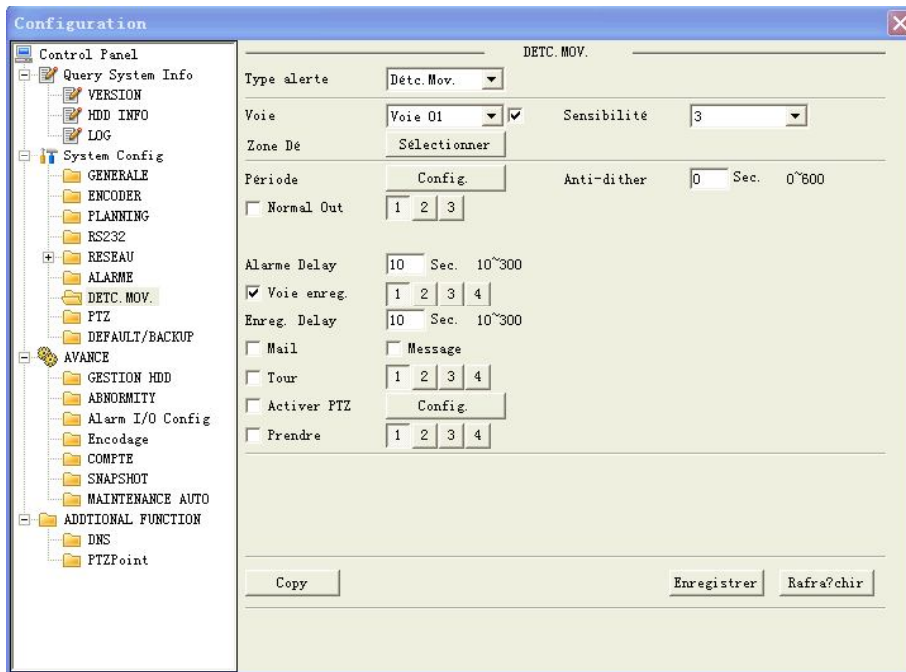 Configuration
Control Panel
Query System Info
VERSION
HDD INFO
LOG
System Config
GENERALE
ENCODER
PLANNING
RS232
RESEAU
ALARME
DETC.MOV.
PTZ
DEFAULT/BACKUP
AVANCE
GESTION HDD
ABNORMITY
Alarm I/O Config
Encodage
COMPTE
SNAPSHOT
MAINTENANCE AUTO
ADDTIONAL FUNCTION
DNS
PTZPoint
DETC.MOV.
Type alerte Détc.Mov.
Voie Voie 01 Sensibilité 3
Zone Dé Sélectionner
Période Config. Anti-dither 0 Sec. 0~600
Normal Out 1 2 3
Alarme Delay 10 Sec. 10~300
Voie enreg. 1 2 3 4
Enreg. Delay 10 Sec. 10~300
Mail Message
Tour 1 2 3 4
Activer PTZ Config.
Prendre 1 2 3 4
Copy Enregistrer Rafra?chir